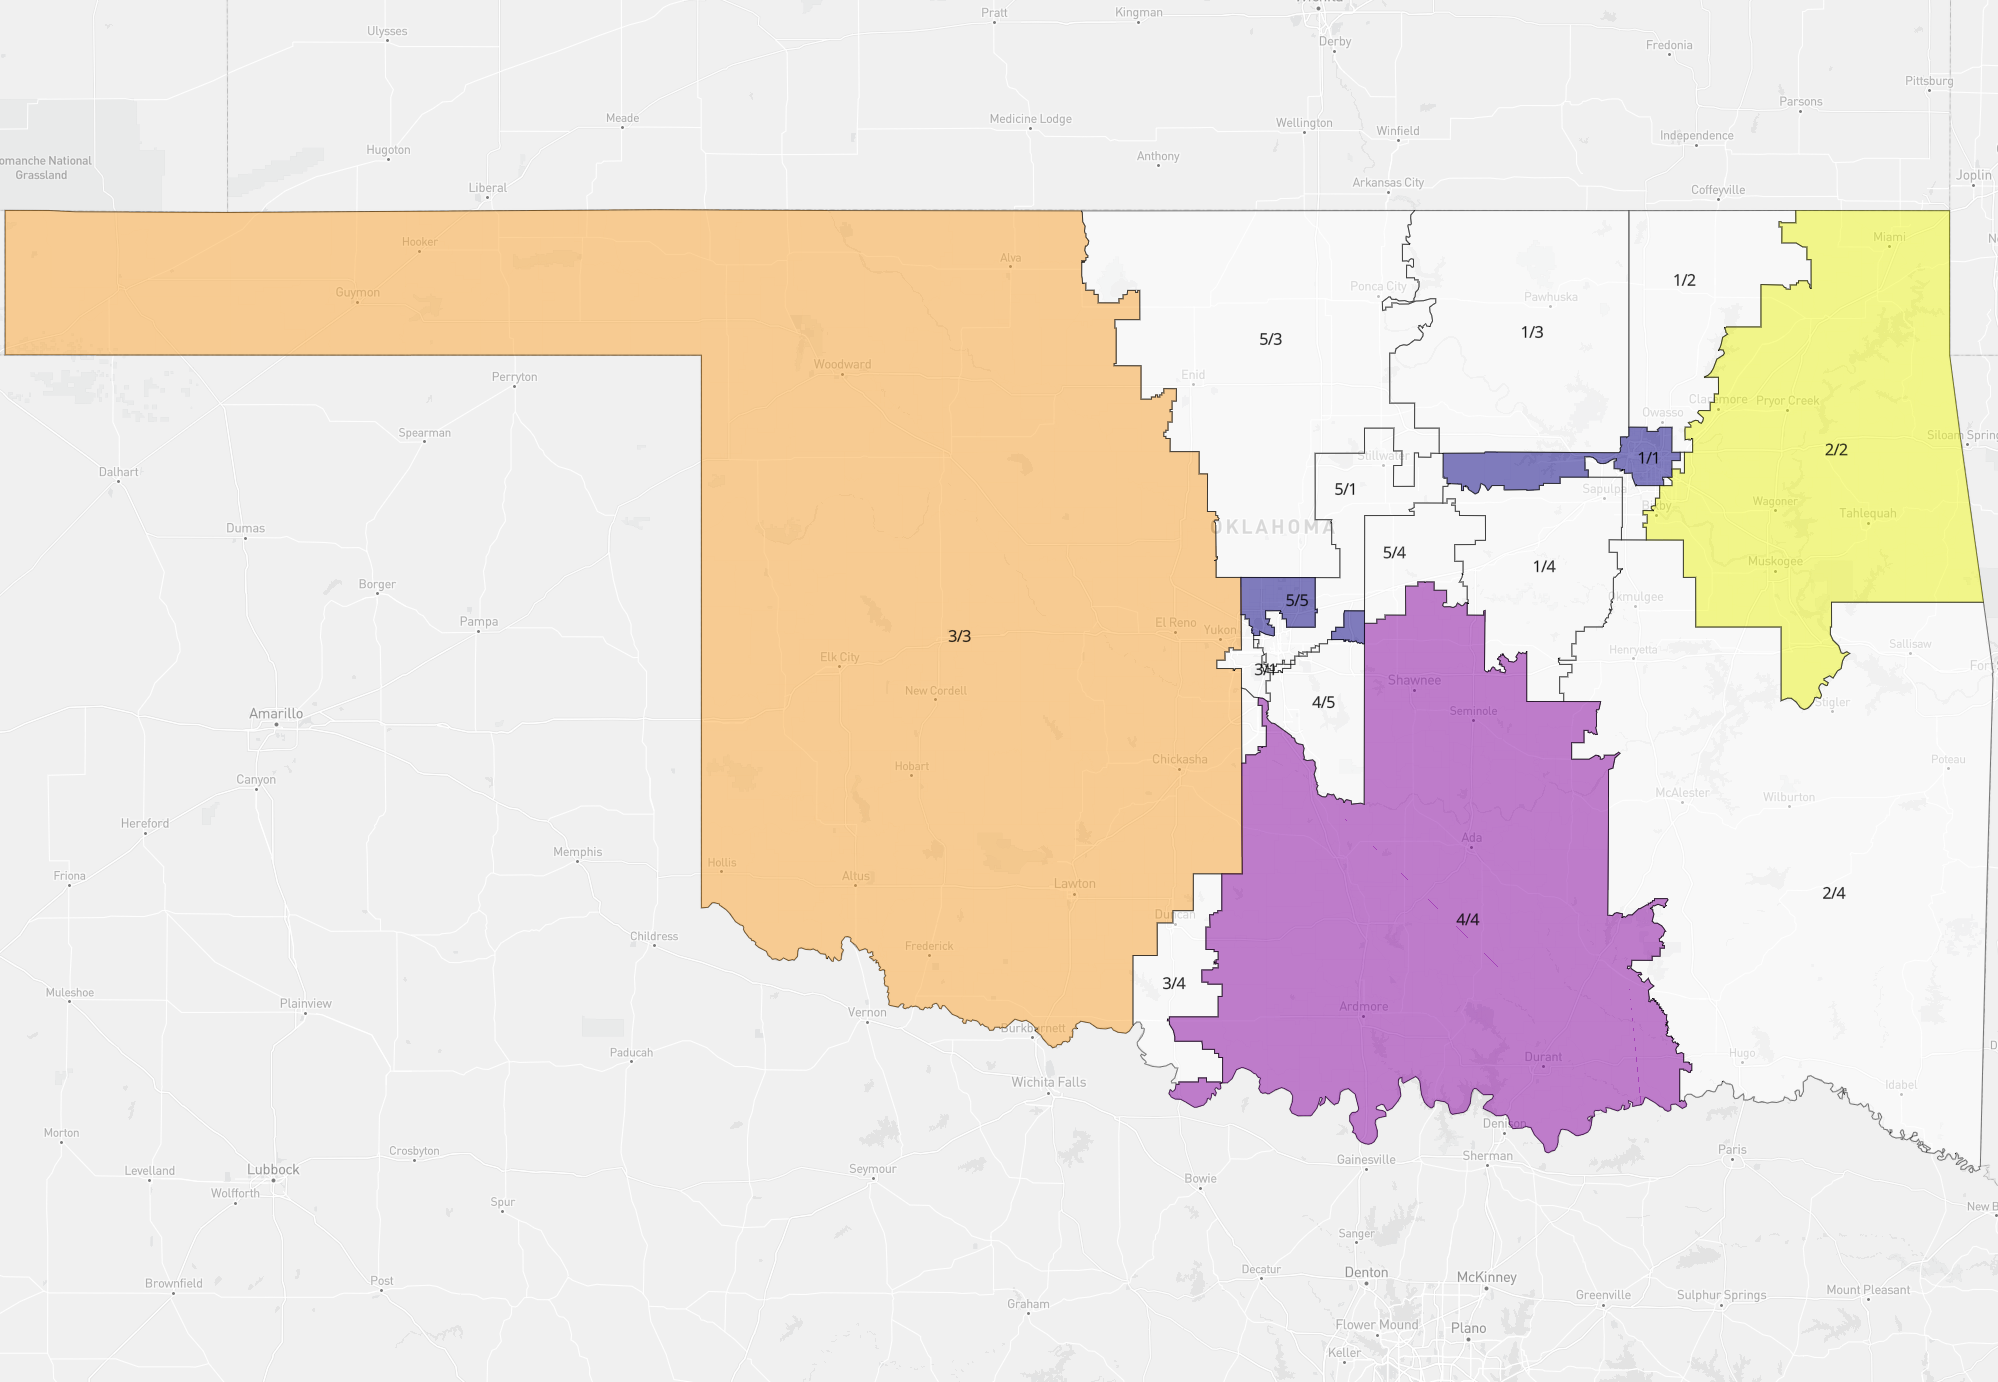 Ulysses
Pratt
Kingman
Derby
Fredonia
Pittsburg
Meade
Medicine Lodge
Wellington
Winfield
Parsons
Independence
Hugoton
Anthony
omanche National
Grassland
Liberal
Arkansas City
Coffeyville
Joplin
Hooker
Alva
Miami
Guymon
Ponca City
Pawhuska
1/2
5/3
1/3
Woodward
Enid
Perryton
Owasso
Claremore
Pryor Creek
Spearman
Siloam Spring
Dalhart
Stillwater
1/1
2/2
5/1
Sapulpa
Bixby
Wagoner
Tahlequah
Dumas
OKLAHOMA
5/4
1/4
Muskogee
Borger
Okmulgee
5/5
Pampa
3/3
El Reno
Yukon
Elk City
3/1
Henryetta
Sallisaw
Fort S
New Cordell
4/5
Shawnee
Seminole
Stigler
Amarillo
Canyon
Hobart
Chickasha
Poteau
McAlester
Wilburton
Hereford
Memphis
Ada
Friona
Hollis
Altus
Lawton
2/4
Duncan
4/4
Childress
Frederick
3/4
Muleshoe
Plainview
Vernon
Ardmore
Burkburnett
Paducah
Durant
Hugo
Idabel
Wichita Falls
Morton
Denison
Crosbyton
Levelland
Lubbock
Seymour
Gainesville
Sherman
Paris
Wolfforth
Spur
Bowie
New B
Sanger
Decatur
Denton
McKinney
Brownfield
Post
Graham
Greenville
Sulphur Springs
Mount Pleasant
Flower Mound
Plano
Keller